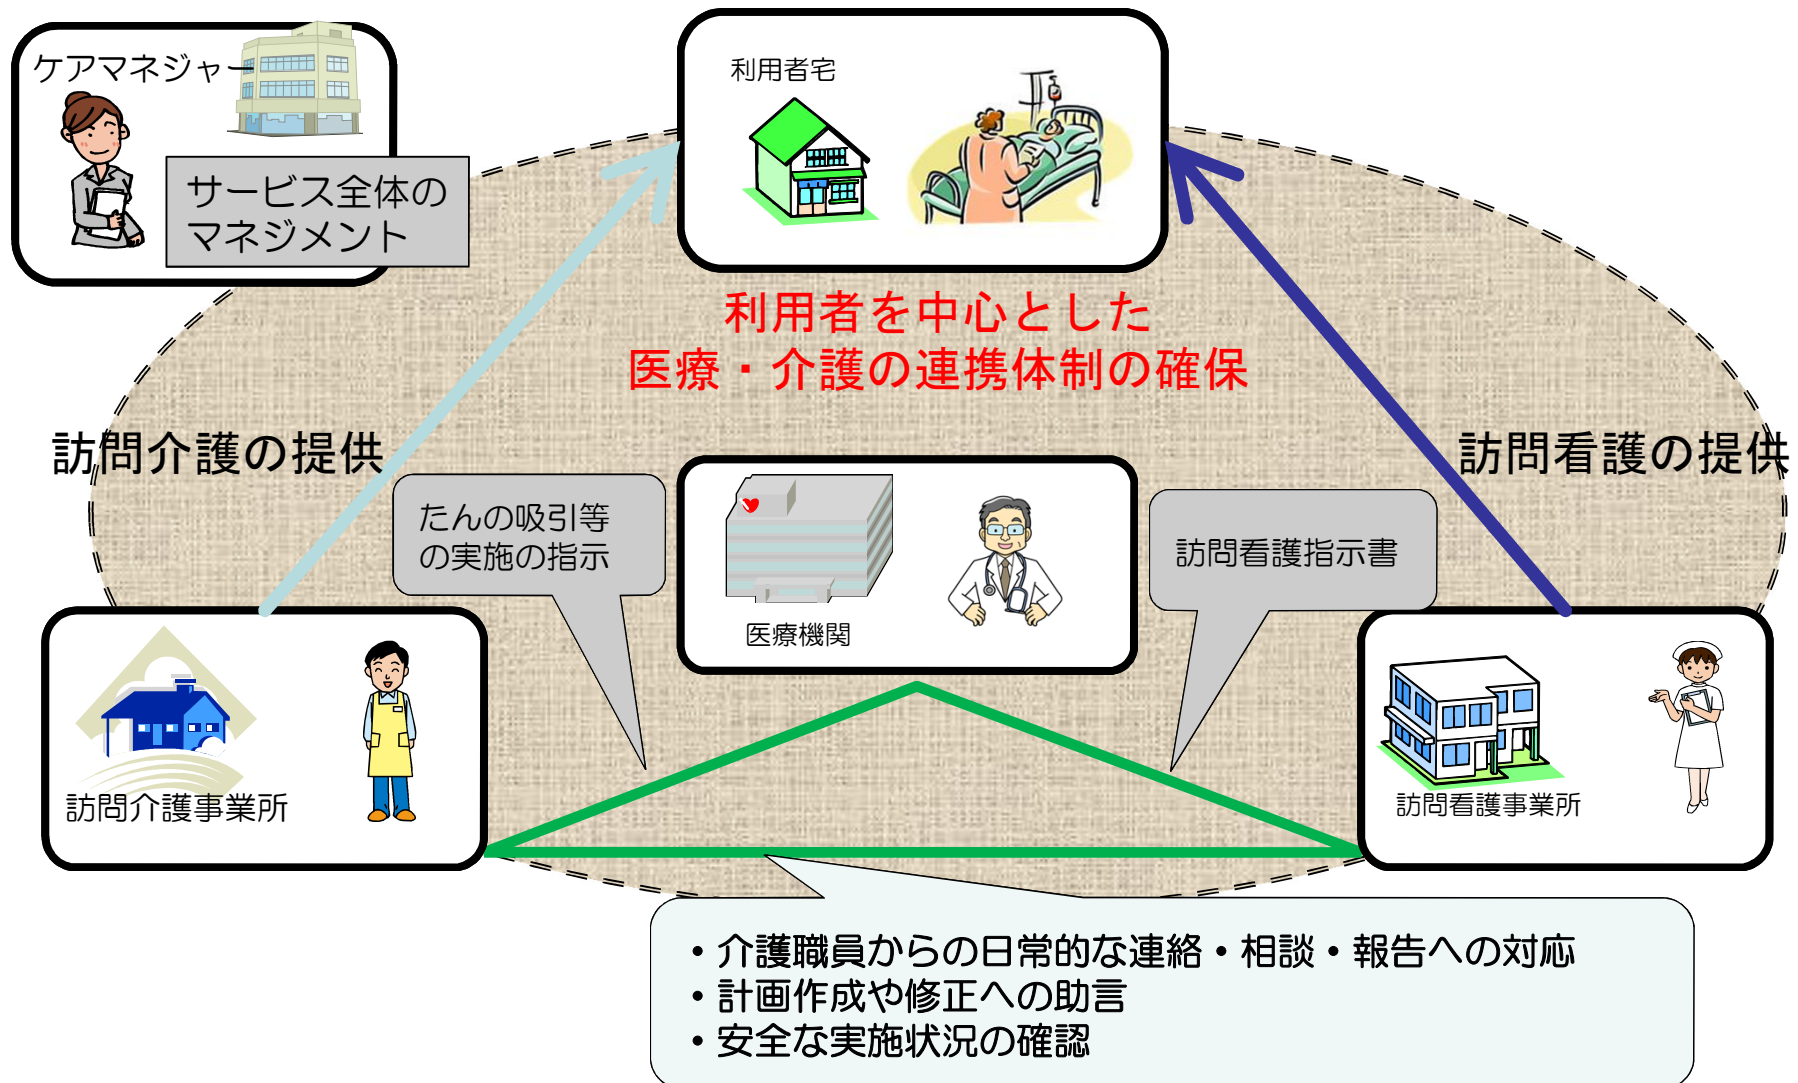 ケアマネジャー
サービス全体の
マネジメント
利用者宅
利用者を中心とした
医療・介護の連携体制の確保
訪問介護の提供
訪問看護の提供
たんの吸引等
の実施の指示
医療機関
訪問看護指示書
訪問介護事業所
訪問看護事業所
・介護職員からの日常的な連絡・相談・報告への対応
・計画作成や修正への助言
・安全な実施状況の確認